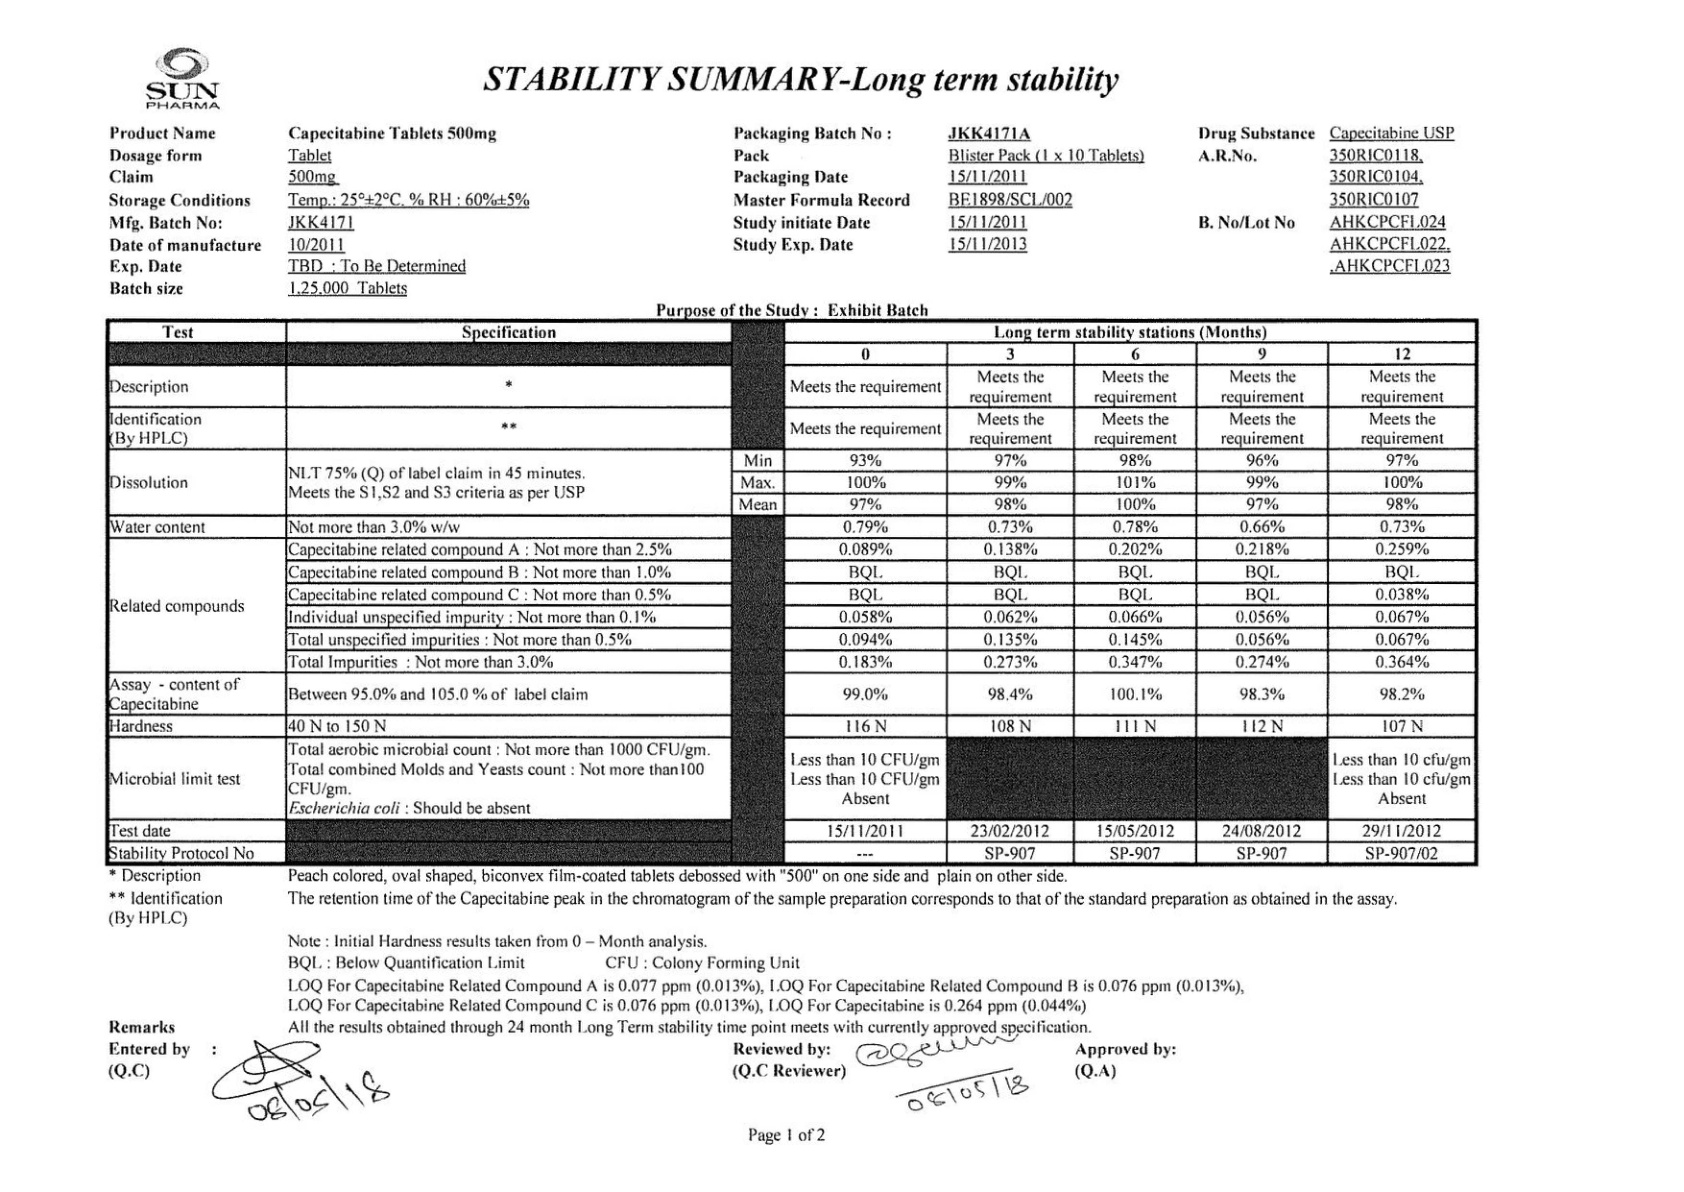 SUN
PHARMA
STABILITY SUMMARY-Long term stability
Product Name Capecitabine Tablets 500mg Packaging Batch No : JKK4171A Drug Substance Capecitabine USP
Dosage form Tablet Pack Blister Pack (1 x 10 Tablets) A.R.No. 350RIC0118,
Claim 500mg Packaging Date 15/11/2011 350RIC0104,
Storage Conditions Temp.: 25°±2°C. % RH : 60%±5% Master Formula Record BE1898/SCL/002 350RIC0107
Mfg. Batch No: JKK4171 Study initiate Date 15/11/2011 B. No/Lot No AHKCPCFL024
Date of manufacture 10/2011 Study Exp. Date 15/11/2013 AHKCPCFL022,
Exp. Date TBD : To Be Determined ,AHKCPCFL023
Batch size 1,25,000 Tablets
Purpose of the Study : Exhibit Batch
Test Specification Long term stability stations (Months)
0 3 6 9 12
Description * Meets the requirement Meets the requirement Meets the requirement Meets the requirement Meets the requirement
Identification (By HPLC) ** Meets the requirement Meets the requirement Meets the requirement Meets the requirement Meets the requirement
Dissolution NLT 75% (Q) of label claim in 45 minutes. Meets the S1,S2 and S3 criteria as per USP
Min 93% 97% 98% 96% 97%
Max. 100% 99% 101% 99% 100%
Mean 97% 98% 100% 97% 98%
Water content Not more than 3.0% w/w 0.79% 0.73% 0.78% 0.66% 0.73%
Related compounds
Capecitabine related compound A : Not more than 2.5% 0.089% 0.138% 0.202% 0.218% 0.259%
Capecitabine related compound B : Not more than 1.0% BQL BQL BQL BQL BQL
Capecitabine related compound C : Not more than 0.5% BQL BQL BQL BQL 0.038%
Individual unspecified impurity : Not more than 0.1% 0.058% 0.062% 0.066% 0.056% 0.067%
Total unspecified impurities : Not more than 0.5% 0.094% 0.135% 0.145% 0.056% 0.067%
Total Impurities : Not more than 3.0% 0.183% 0.273% 0.347% 0.274% 0.364%
Assay - content of Capecitabine Between 95.0% and 105.0 % of label claim 99.0% 98.4% 100.1% 98.3% 98.2%
Hardness 40 N to 150 N 116 N 108 N 111 N 112 N 107 N
Microbial limit test
Total aerobic microbial count : Not more than 1000 CFU/gm. Less than 10 CFU/gm Less than 10 cfu/gm
Total combined Molds and Yeasts count : Not more than100 CFU/gm. Less than 10 CFU/gm Less than 10 cfu/gm
Escherichia coli : Should be absent Absent Absent
Test date 15/11/2011 23/02/2012 15/05/2012 24/08/2012 29/11/2012
Stability Protocol No --- SP-907 SP-907 SP-907 SP-907/02
* Description Peach colored, oval shaped, biconvex film-coated tablets debossed with "500" on one side and plain on other side.
** Identification The retention time of the Capecitabine peak in the chromatogram of the sample preparation corresponds to that of the standard preparation as obtained in the assay.
(By HPLC)
Note : Initial Hardness results taken from 0 – Month analysis.
BQL : Below Quantification Limit CFU : Colony Forming Unit
LOQ For Capecitabine Related Compound A is 0.077 ppm (0.013%), LOQ For Capecitabine Related Compound B is 0.076 ppm (0.013%),
LOQ For Capecitabine Related Compound C is 0.076 ppm (0.013%), LOQ For Capecitabine is 0.264 ppm (0.044%)
Remarks All the results obtained through 24 month Long Term stability time point meets with currently approved specification.
Entered by : Reviewed by: Approved by:
(Q.C) (Q.C Reviewer) (Q.A)
08/05/18 08/05/18
Page 1 of 2